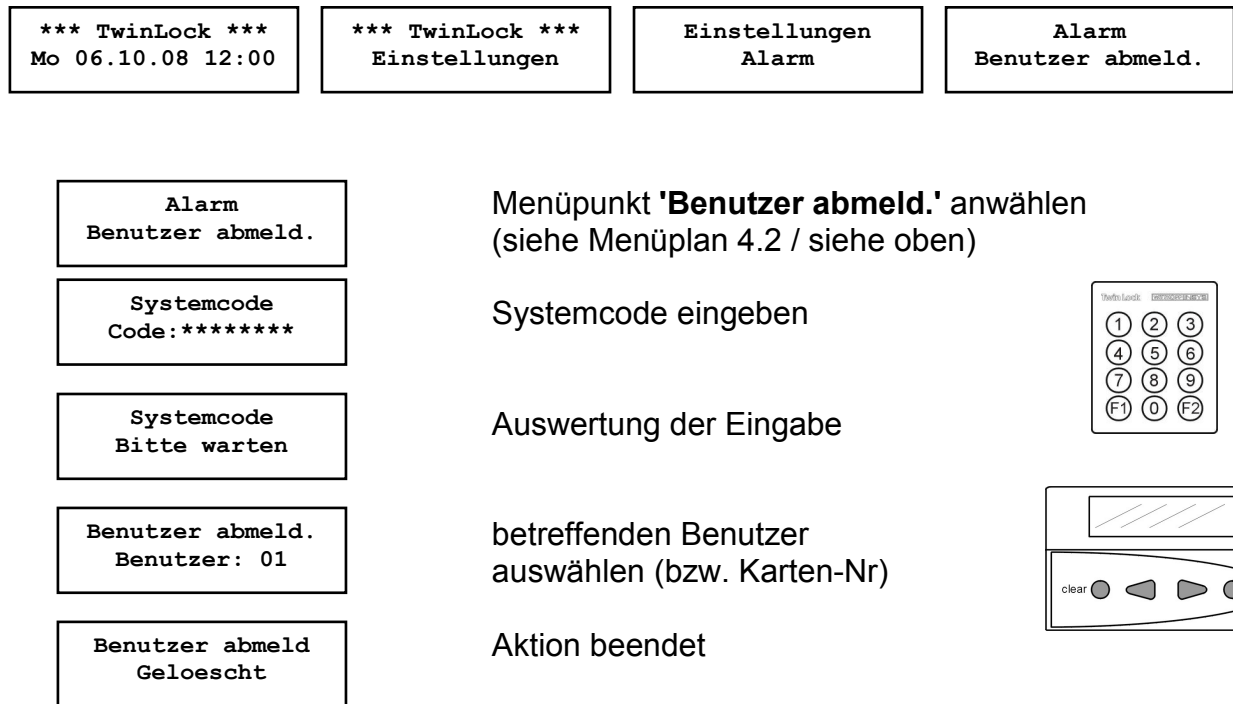 *** TwinLock ***
Mo 06.10.08 12:00
*** TwinLock ***
Einstellungen
Einstellungen
Alarm
Alarm
Benutzer abmeld.
Alarm
Benutzer abmeld.
Menüpunkt 'Benutzer abmeld.' anwählen
(siehe Menüplan 4.2 / siehe oben)
Systemcode
Code:********
Systemcode eingeben
TwinLock
1 2 3
4 5 6
7 8 9
F1 0 F2
Systemcode
Bitte warten
Auswertung der Eingabe
Benutzer abmeld.
Benutzer: 01
betreffenden Benutzer
auswählen (bzw. Karten-Nr)
clear
Benutzer abmeld
Geloescht
Aktion beendet